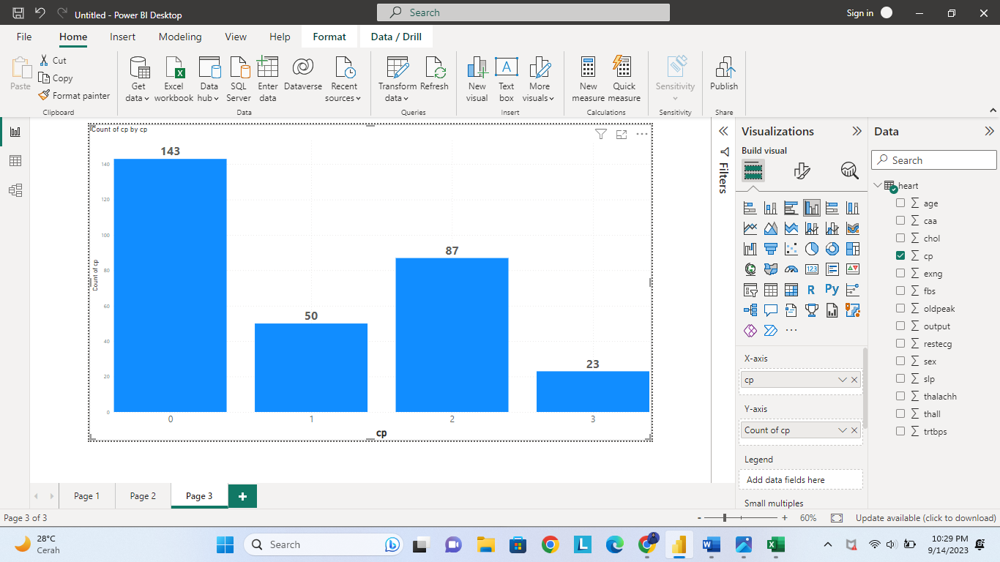 Untitled - Power BI Desktop
Search
Sign in
File Home Insert Modeling View Help Format Data / Drill
Paste
Cut
Copy
Format painter
Clipboard
Get data
Excel workbook
Data hub
SQL Server
Enter data
Dataverse
Recent sources
Data
Transform data
Refresh
Queries
New visual
Text box
More visuals
Insert
New measure
Quick measure
Calculations
Sensitivity
Sensitivity
Publish
Share
Count of cp by cp
Count of cp
140
120
100
80
60
40
20
0
143
50
87
23
0 1 2 3
cp
Filters
Visualizations
Build visual
123
R
Py
X-axis
cp
Y-axis
Count of cp
Legend
Add data fields here
Small multiples
Data
Search
heart
age
caa
chol
cp
exng
fbs
oldpeak
output
restecg
sex
slp
thalachh
thall
trtbps
Page 1 Page 2 Page 3
Page 3 of 3
60%
Update available (click to download)
28°C
Cerah
Search
10:29 PM
9/14/2023